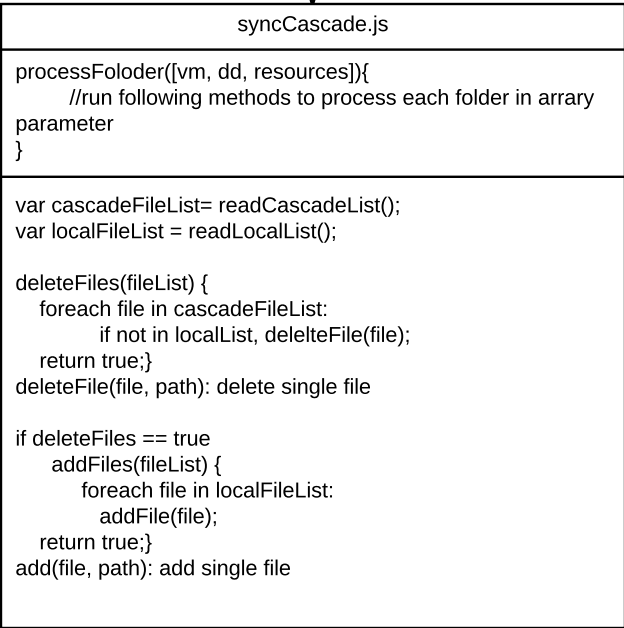 syncCascade.js
processFoloder([vm, dd, resources]){
//run following methods to process each folder in arrary
parameter
}
var cascadeFileList= readCascadeList();
var localFileList = readLocalList();
deleteFiles(fileList) {
foreach file in cascadeFileList:
if not in localList, delelteFile(file);
return true;}
deleteFile(file, path): delete single file
if deleteFiles == true
addFiles(fileList) {
foreach file in localFileList:
addFile(file);
return true;}
add(file, path): add single file